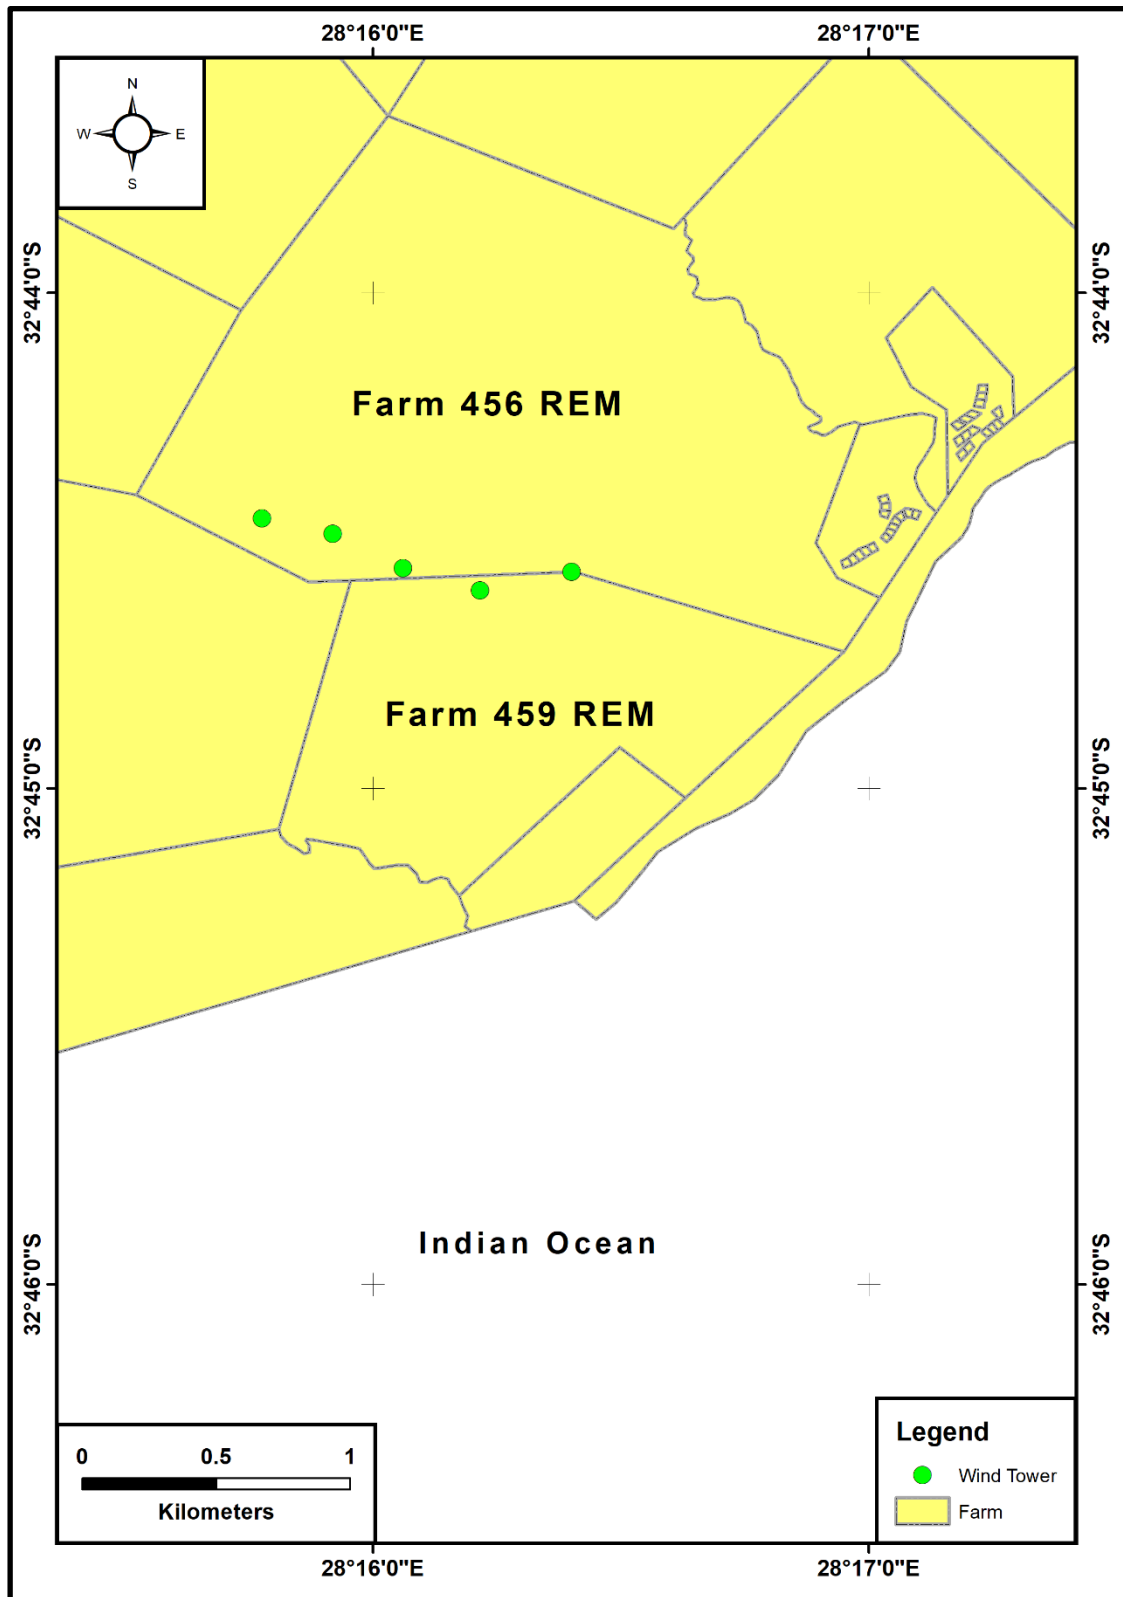 28°16'0"E 28°17'0"E
N
W E
S
32°44'0"S 32°44'0"S
Farm 456 REM
Farm 459 REM
32°45'0"S 32°45'0"S
Indian Ocean
32°46'0"S 32°46'0"S
0 0.5 1
Kilometers
Legend
Wind Tower
Farm
28°16'0"E 28°17'0"E